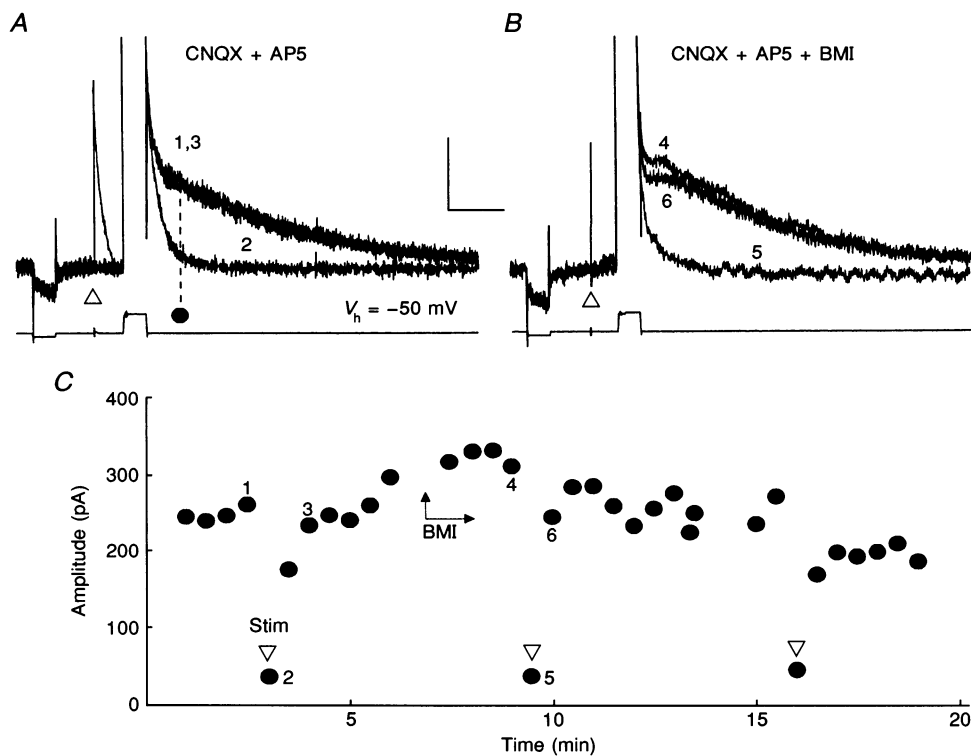 A
CNQX + AP5
1,3
2
Vh = −50 mV
B
CNQX + AP5 + BMI
4
6
5
C
Amplitude (pA)
400
300
200
100
0
1
3
BMI
4
6
Stim
2
5
5
10
15
20
Time (min)